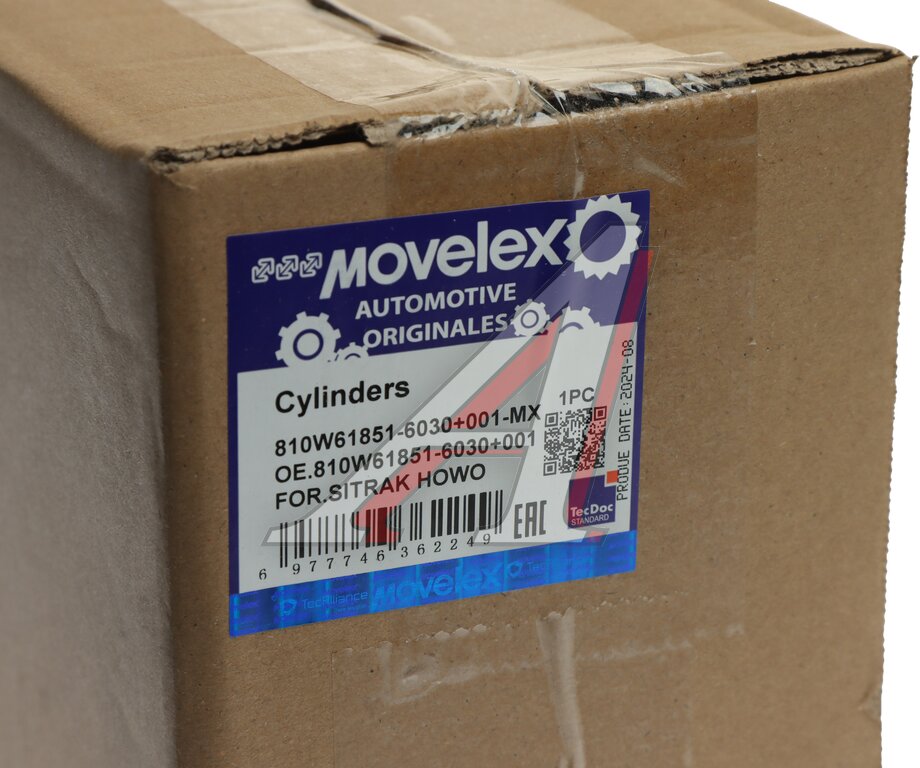 MOVELEX
AUTOMOTIVE
ORIGINALES
Cylinders
810W61851-6030+001-MX
1PC
OE.810W61851-6030+001
FOR.SITRAK HOWO
PRODUE DATE:2024-08
TecDoc
STANDARD
EAC
6 977746 362249
TecAlliance
MOVELEX